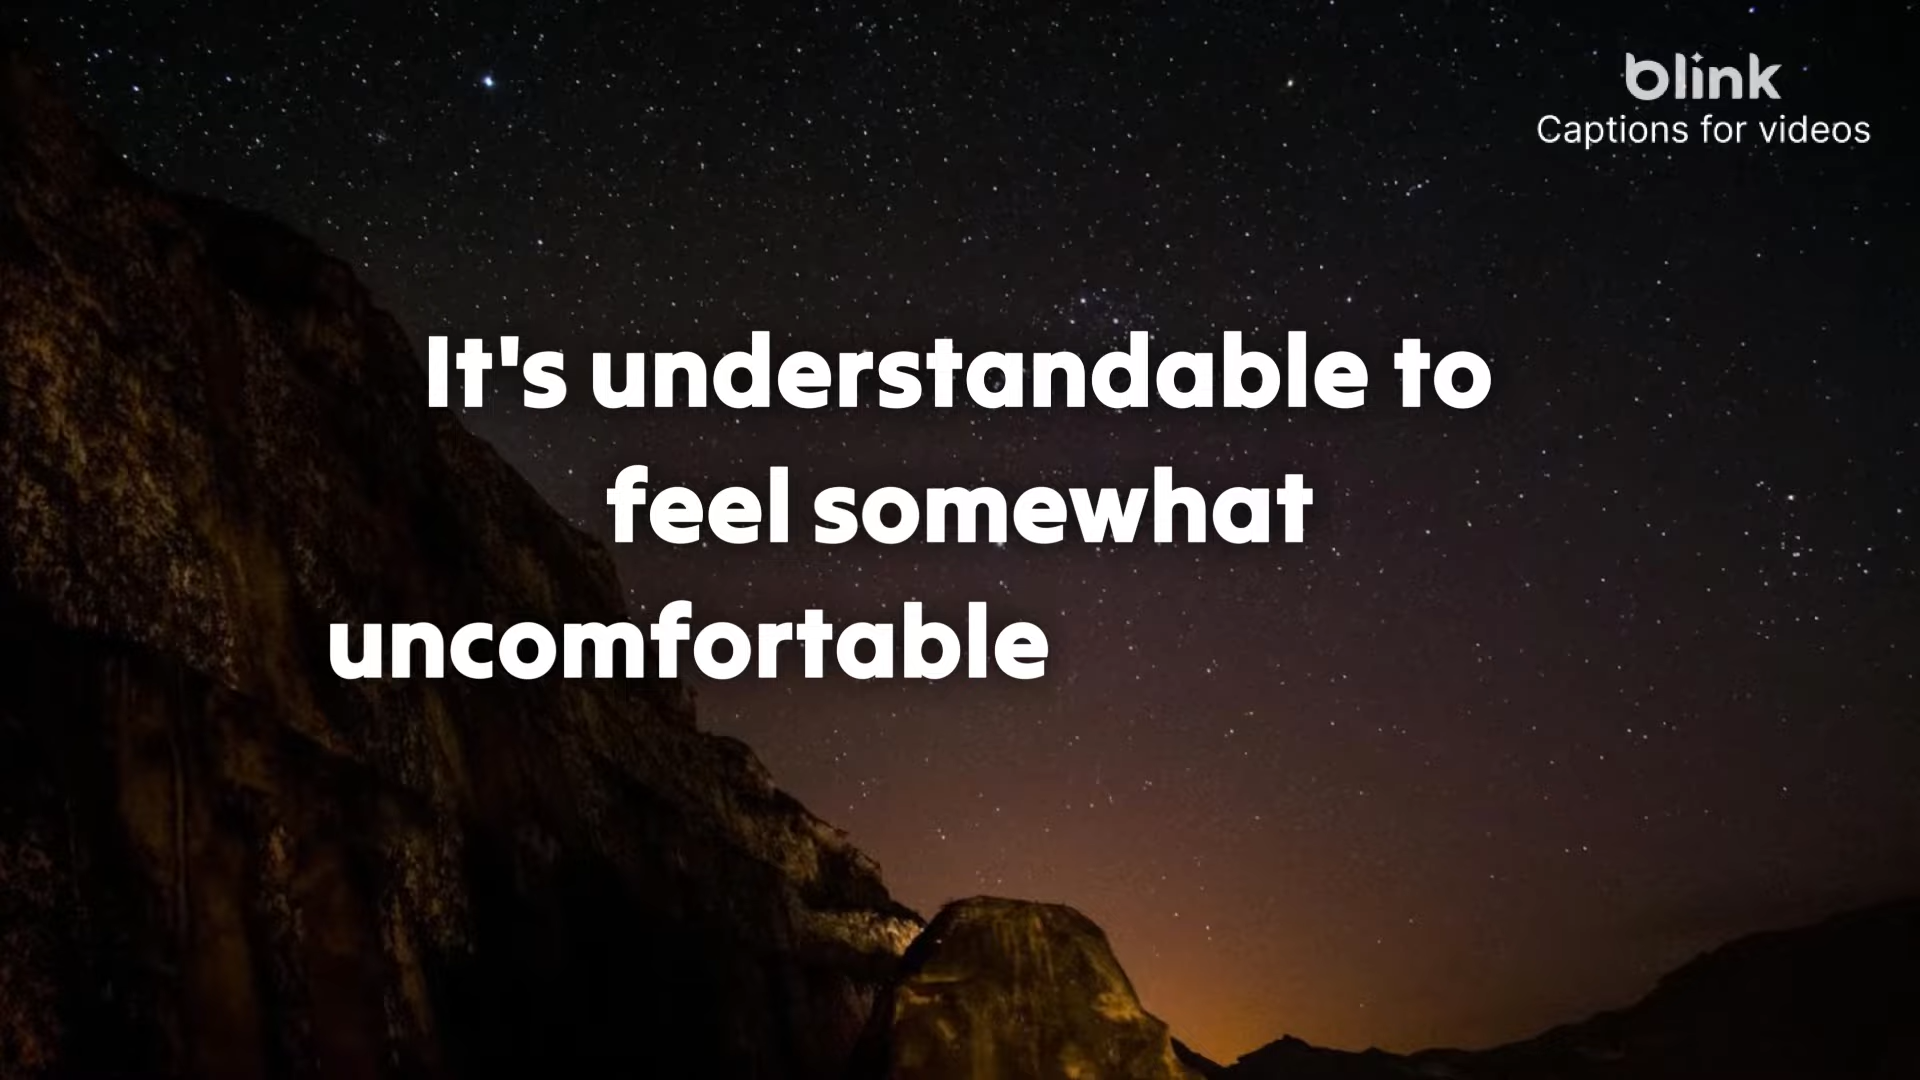 blink
Captions for videos
It's understandable to
feel somewhat
uncomfortable